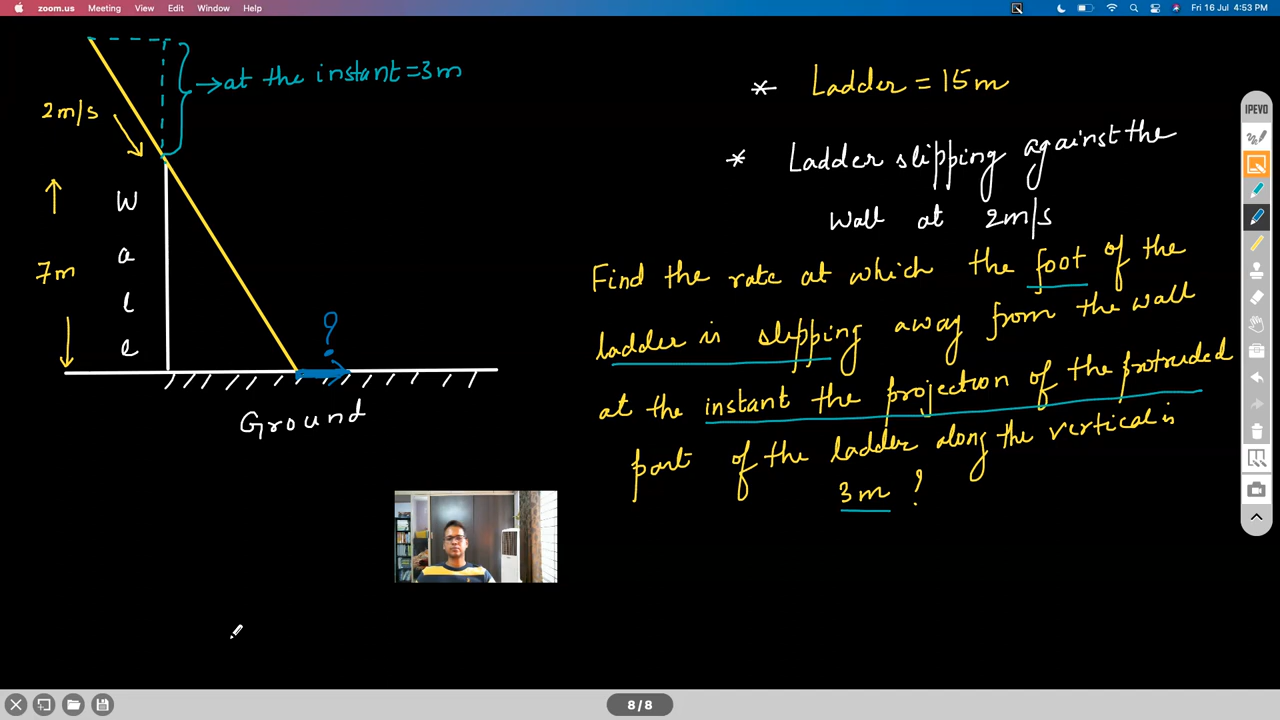 zoom.us Meeting View Edit Window Help
Fri 16 Jul 4:53 PM
→at the instant=3m
2m/s
7m
W
a
l
l
?
Ground
* Ladder = 15m
* Ladder slipping against the
Wall at 2m/s
Find the rate at which the foot of the
ladder is slipping away from the wall
at the instant the projection of the protruded
part of the ladder along the vertical is
3m ?
IPEVO
8/8